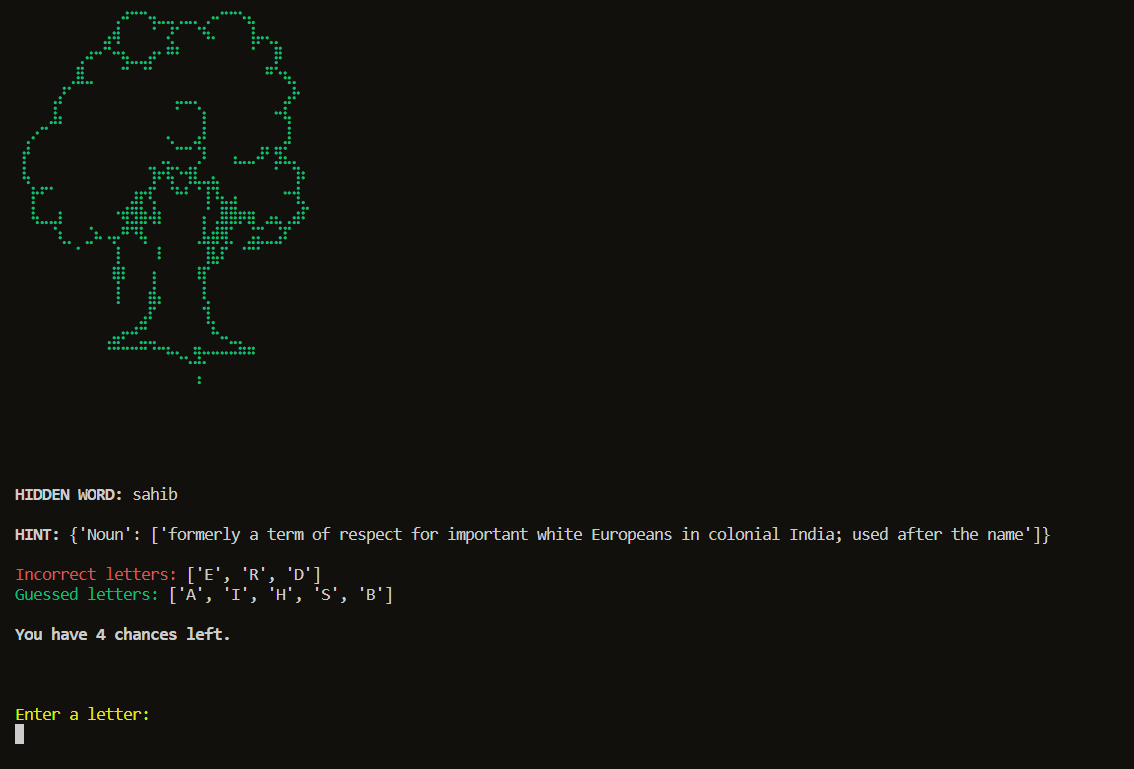 HIDDEN WORD: sahib
HINT: {'Noun': ['formerly a term of respect for important white Europeans in colonial India; used after the name']}
Incorrect letters: ['E', 'R', 'D']
Guessed letters: ['A', 'I', 'H', 'S', 'B']
You have 4 chances left.
Enter a letter: